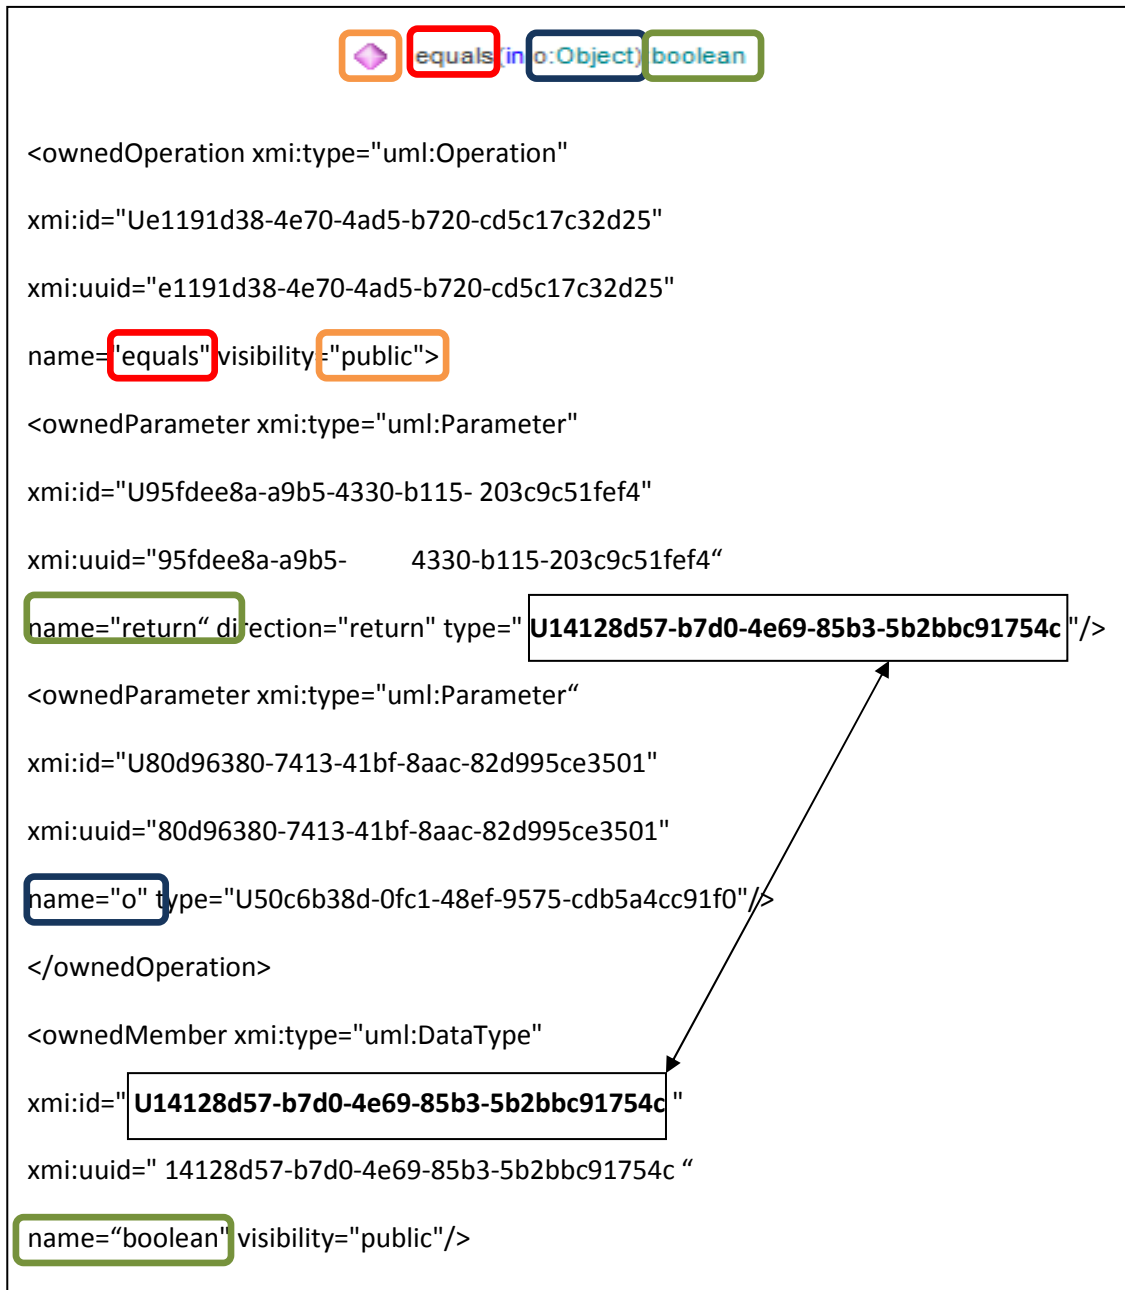 equals(in o:Object):boolean
<ownedOperation xmi:type="uml:Operation"
xmi:id="Ue1191d38-4e70-4ad5-b720-cd5c17c32d25"
xmi:uuid="e1191d38-4e70-4ad5-b720-cd5c17c32d25"
name="equals" visibility="public">
<ownedParameter xmi:type="uml:Parameter"
xmi:id="U95fdee8a-a9b5-4330-b115- 203c9c51fef4"
xmi:uuid="95fdee8a-a9b5- 4330-b115-203c9c51fef4“
name="return“ direction="return" type=" U14128d57-b7d0-4e69-85b3-5b2bbc91754c "/>
<ownedParameter xmi:type="uml:Parameter“
xmi:id="U80d96380-7413-41bf-8aac-82d995ce3501"
xmi:uuid="80d96380-7413-41bf-8aac-82d995ce3501"
name="o" type="U50c6b38d-0fc1-48ef-9575-cdb5a4cc91f0"/>
</ownedOperation>
<ownedMember xmi:type="uml:DataType"
xmi:id=" U14128d57-b7d0-4e69-85b3-5b2bbc91754c "
xmi:uuid=" 14128d57-b7d0-4e69-85b3-5b2bbc91754c “
name=“boolean" visibility="public"/>